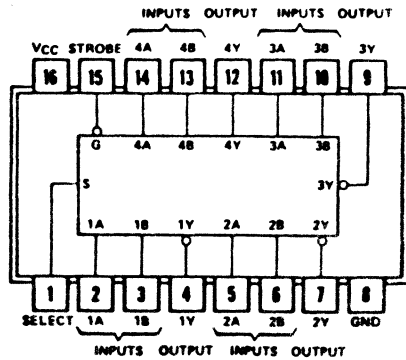 INPUTS OUTPUT INPUTS OUTPUT
VCC STROBE 4A 4B 4Y 3A 3B 3Y
16 15 14 13 12 11 10 9
G 4A 4B 4Y 3A 3B
S 3Y
1A 1B 1Y 2A 2B 2Y
1 2 3 4 5 6 7 8
SELECT 1A 1B 1Y 2A 2B 2Y GND
INPUTS OUTPUT INPUTS OUTPUT